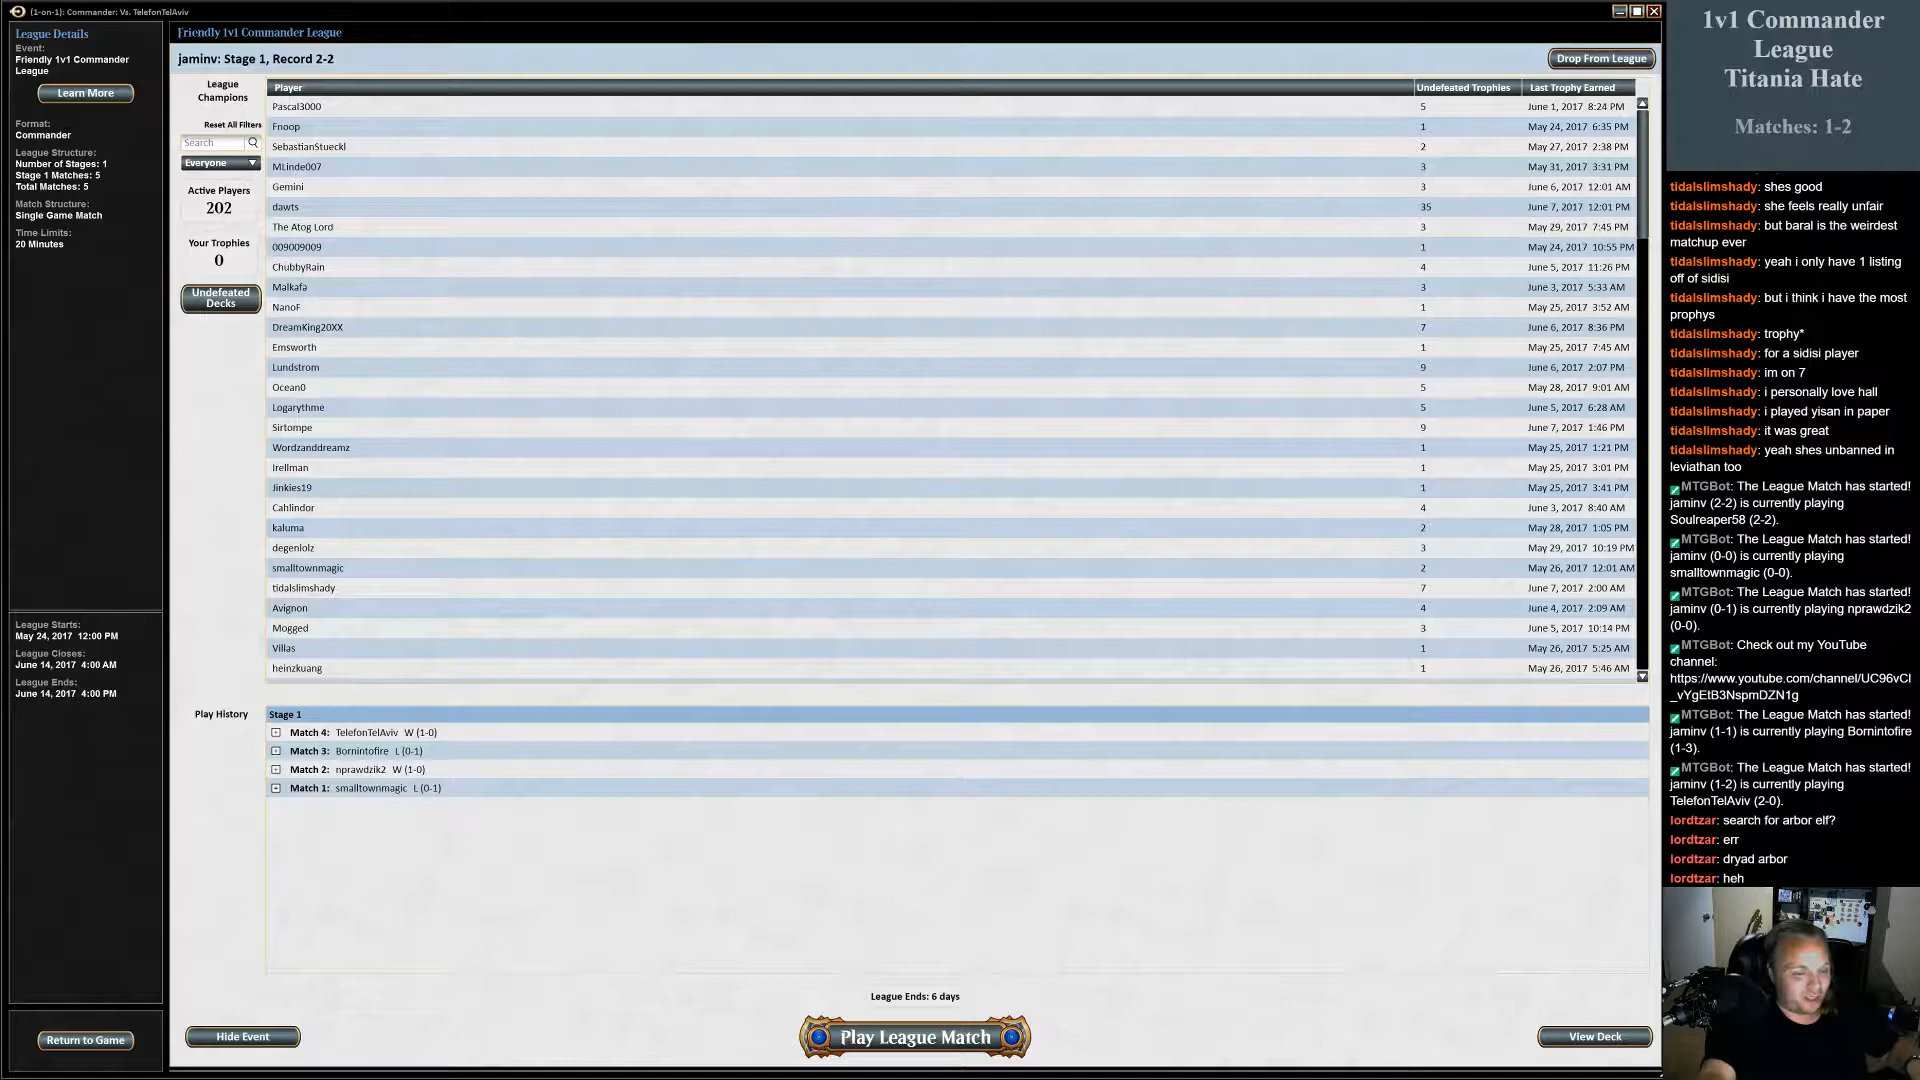 (1-on-1): Commander: Vs. TelefonTelAviv
League Details
Event:
Friendly 1v1 Commander
League
Learn More
Format:
Commander
League Structure:
Number of Stages: 1
Stage 1 Matches: 5
Total Matches: 5
Match Structure:
Single Game Match
Time Limits:
20 Minutes
League Starts:
May 24, 2017 12:00 PM
League Closes:
June 14, 2017 4:00 AM
League Ends:
June 14, 2017 4:00 PM
Return to Game
Friendly 1v1 Commander League
jaminv: Stage 1, Record 2-2
Drop From League
League
Champions
Reset All Filters
Search
Everyone
Active Players
202
Your Trophies
0
Undefeated
Decks
Player Undefeated Trophies Last Trophy Earned
Pascal3000 5 June 1, 2017 8:24 PM
Fnoop 1 May 24, 2017 6:35 PM
SebastianStueckl 2 May 27, 2017 2:38 PM
MLinde007 3 May 31, 2017 3:31 PM
Gemini 3 June 6, 2017 12:01 AM
dawts 35 June 7, 2017 12:01 PM
The Atog Lord 3 May 29, 2017 7:45 PM
009009009 1 May 24, 2017 10:55 PM
ChubbyRain 4 June 5, 2017 11:26 PM
Malkafa 3 June 3, 2017 5:33 AM
NanoF 1 May 25, 2017 3:52 AM
DreamKing20XX 7 June 6, 2017 8:36 PM
Emsworth 1 May 25, 2017 7:45 AM
Lundstrom 9 June 6, 2017 2:07 PM
Ocean0 5 May 28, 2017 9:01 AM
Logarythme 5 June 5, 2017 6:28 AM
Sirtompe 9 June 7, 2017 1:46 PM
Wordzanddreamz 1 May 25, 2017 1:21 PM
Irellman 1 May 25, 2017 3:01 PM
Jinkies19 1 May 25, 2017 3:41 PM
Cahlindor 4 June 3, 2017 8:40 AM
kaluma 2 May 28, 2017 1:05 PM
degenlolz 3 May 29, 2017 10:19 PM
smalltownmagic 2 May 26, 2017 12:01 AM
tidalslimshady 7 June 7, 2017 2:00 AM
Avignon 4 June 4, 2017 2:09 AM
Mogged 3 June 5, 2017 10:14 PM
Villas 1 May 26, 2017 5:25 AM
heinzkuang 1 May 26, 2017 5:46 AM
Play History
Stage 1
Match 4: TelefonTelAviv W (1-0)
Match 3: Bornintofire L (0-1)
Match 2: nprawdzik2 W (1-0)
Match 1: smalltownmagic L (0-1)
League Ends: 6 days
Hide Event
Play League Match
View Deck
1v1 Commander
League
Titania Hate
Matches: 1-2
tidalslimshady: shes good
tidalslimshady: she feels really unfair
tidalslimshady: but baral is the weirdest
matchup ever
tidalslimshady: yeah i only have 1 listing
off of sidisi
tidalslimshady: but i think i have the most
prophys
tidalslimshady: trophy*
tidalslimshady: for a sidisi player
tidalslimshady: im on 7
tidalslimshady: i personally love hall
tidalslimshady: i played yisan in paper
tidalslimshady: it was great
tidalslimshady: yeah shes unbanned in
leviathan too
MTGBot: The League Match has started!
jaminv (2-2) is currently playing
Soulreaper58 (2-2).
MTGBot: The League Match has started!
jaminv (0-0) is currently playing
smalltownmagic (0-0).
MTGBot: The League Match has started!
jaminv (0-1) is currently playing nprawdzik2
(0-0).
MTGBot: Check out my YouTube
channel:
https://www.youtube.com/channel/UC96vCl
_vYgEtB3NspmDZN1g
MTGBot: The League Match has started!
jaminv (1-1) is currently playing Bornintofire
(1-3).
MTGBot: The League Match has started!
jaminv (1-2) is currently playing
TelefonTelAviv (2-0).
lordtzar: search for arbor elf?
lordtzar: err
lordtzar: dryad arbor
lordtzar: heh